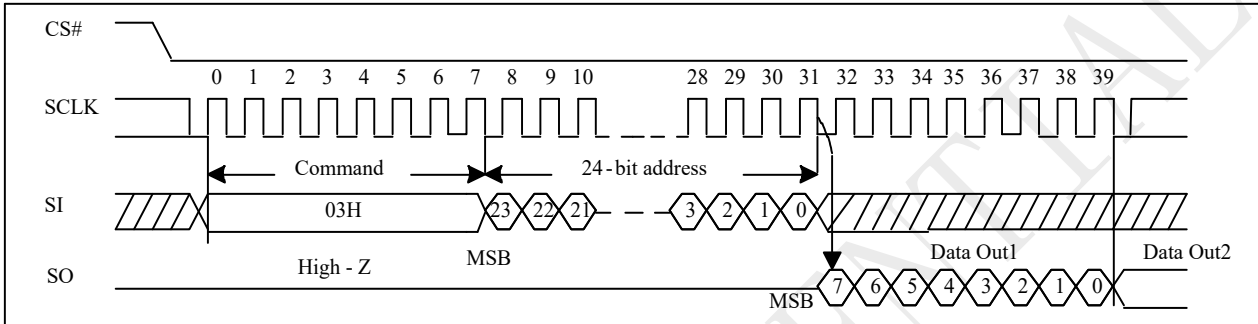 CS#
0 1 2 3 4 5 6 7 8 9 10 28 29 30 31 32 33 34 35 36 37 38 39
SCLK
Command 24-bit address
SI 03H 23 22 21 3 2 1 0
High - Z MSB Data Out1 Data Out2
SO MSB 7 6 5 4 3 2 1 0